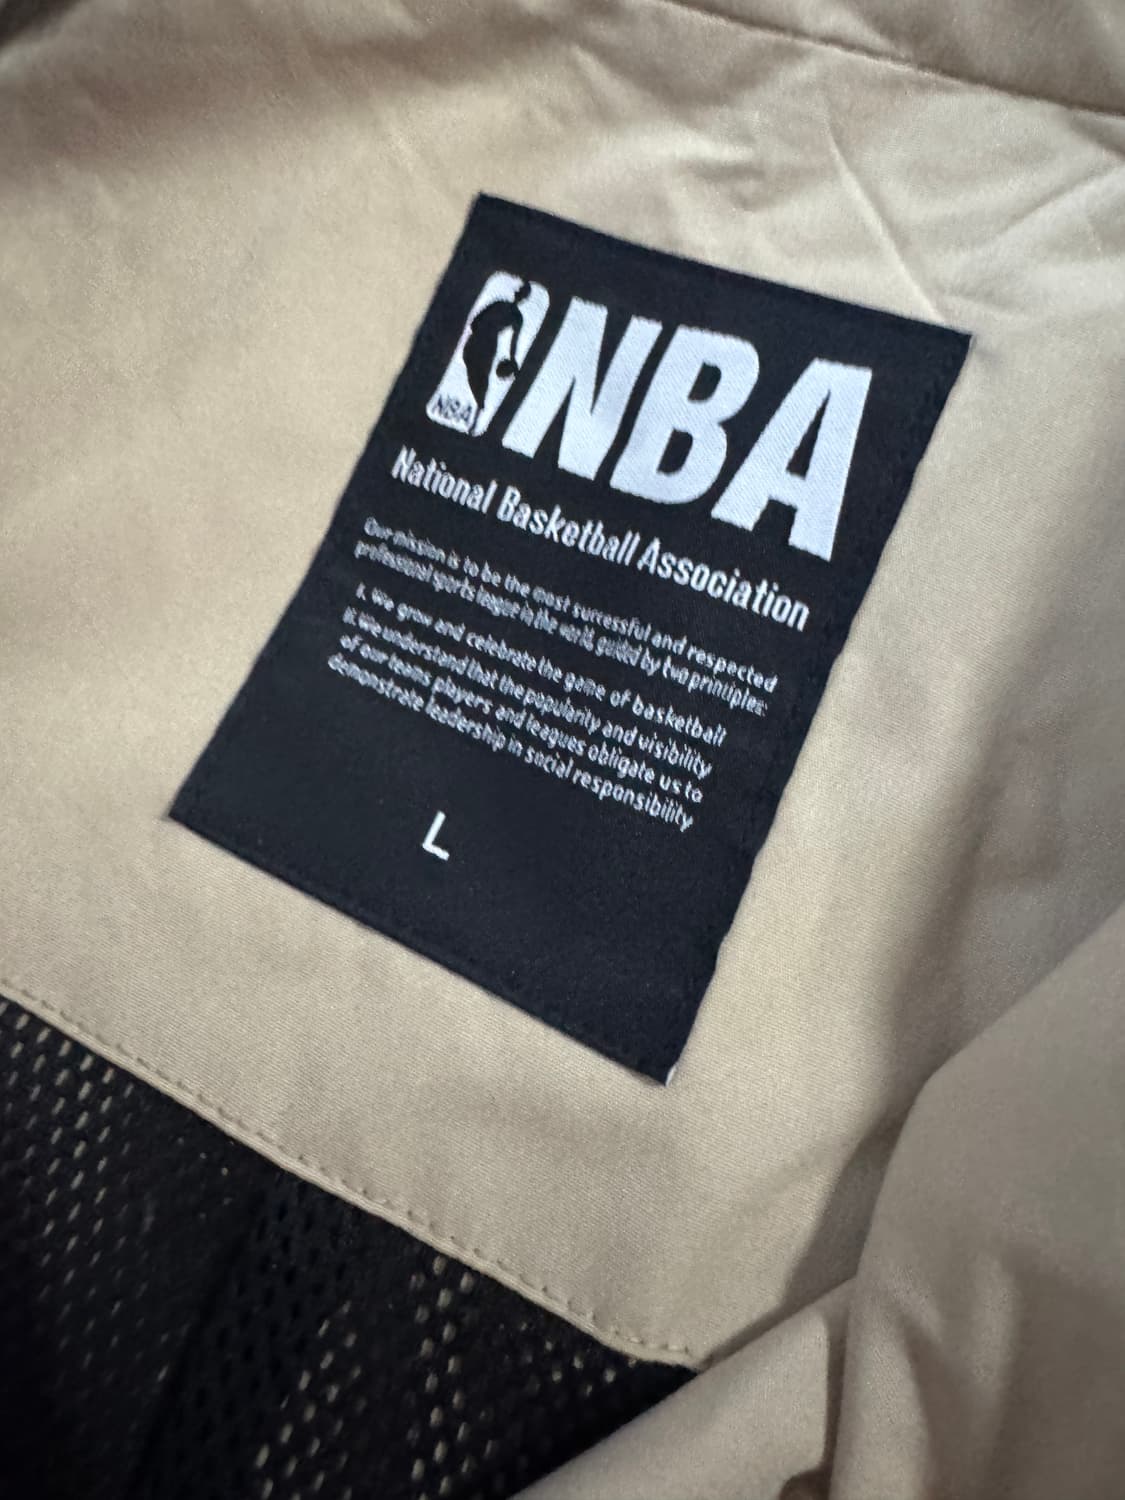 NBA
NBA
National Basketball Association
Our mission is to be the most successful and respected
professional sports league in the world, guided by two printiples:
I. We grow and celebrate the game of basketball
II. We understand that the popularity and visibility
of our teams players and leagues obligate us to
demonstrate leadership in social responsibility
L